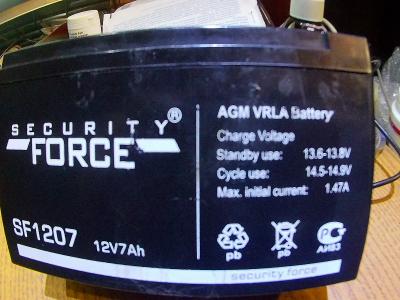 SECURITY®
FORCE
SF1207 12V7Ah
AGM VRLA Battery
Charge Voltage
Standby use: 13.6-13.8V
Cycle use: 14.5-14.9V
Max. initial current: 1.47A
pb pb АИ83
security force